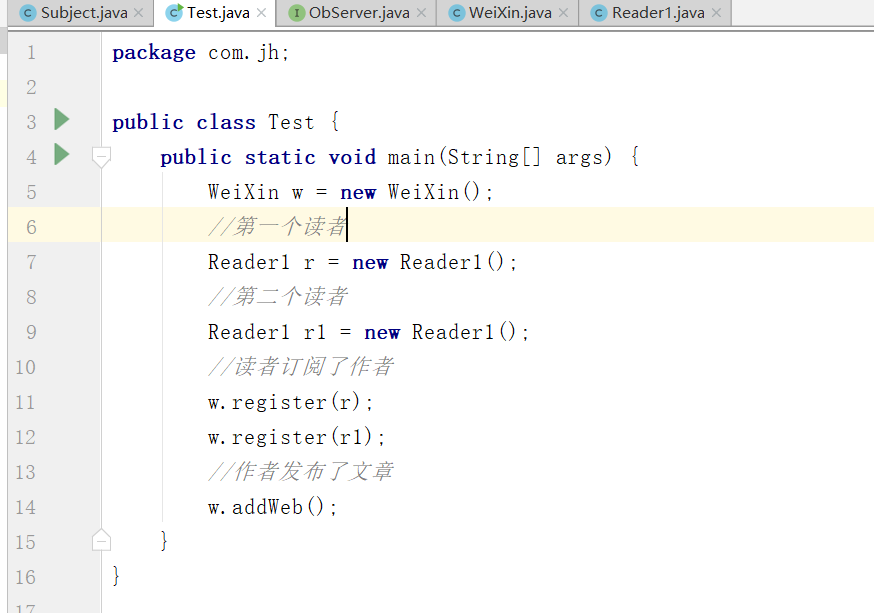 Subject.java Test.java ObServer.java WeiXin.java Reader1.java
1 package com.jh;
2
3 public class Test {
4 public static void main(String[] args) {
5 WeiXin w = new WeiXin();
6 //第一个读者
7 Reader1 r = new Reader1();
8 //第二个读者
9 Reader1 r1 = new Reader1();
10 //读者订阅了作者
11 w.register(r);
12 w.register(r1);
13 //作者发布了文章
14 w.addWeb();
15 }
16 }
17